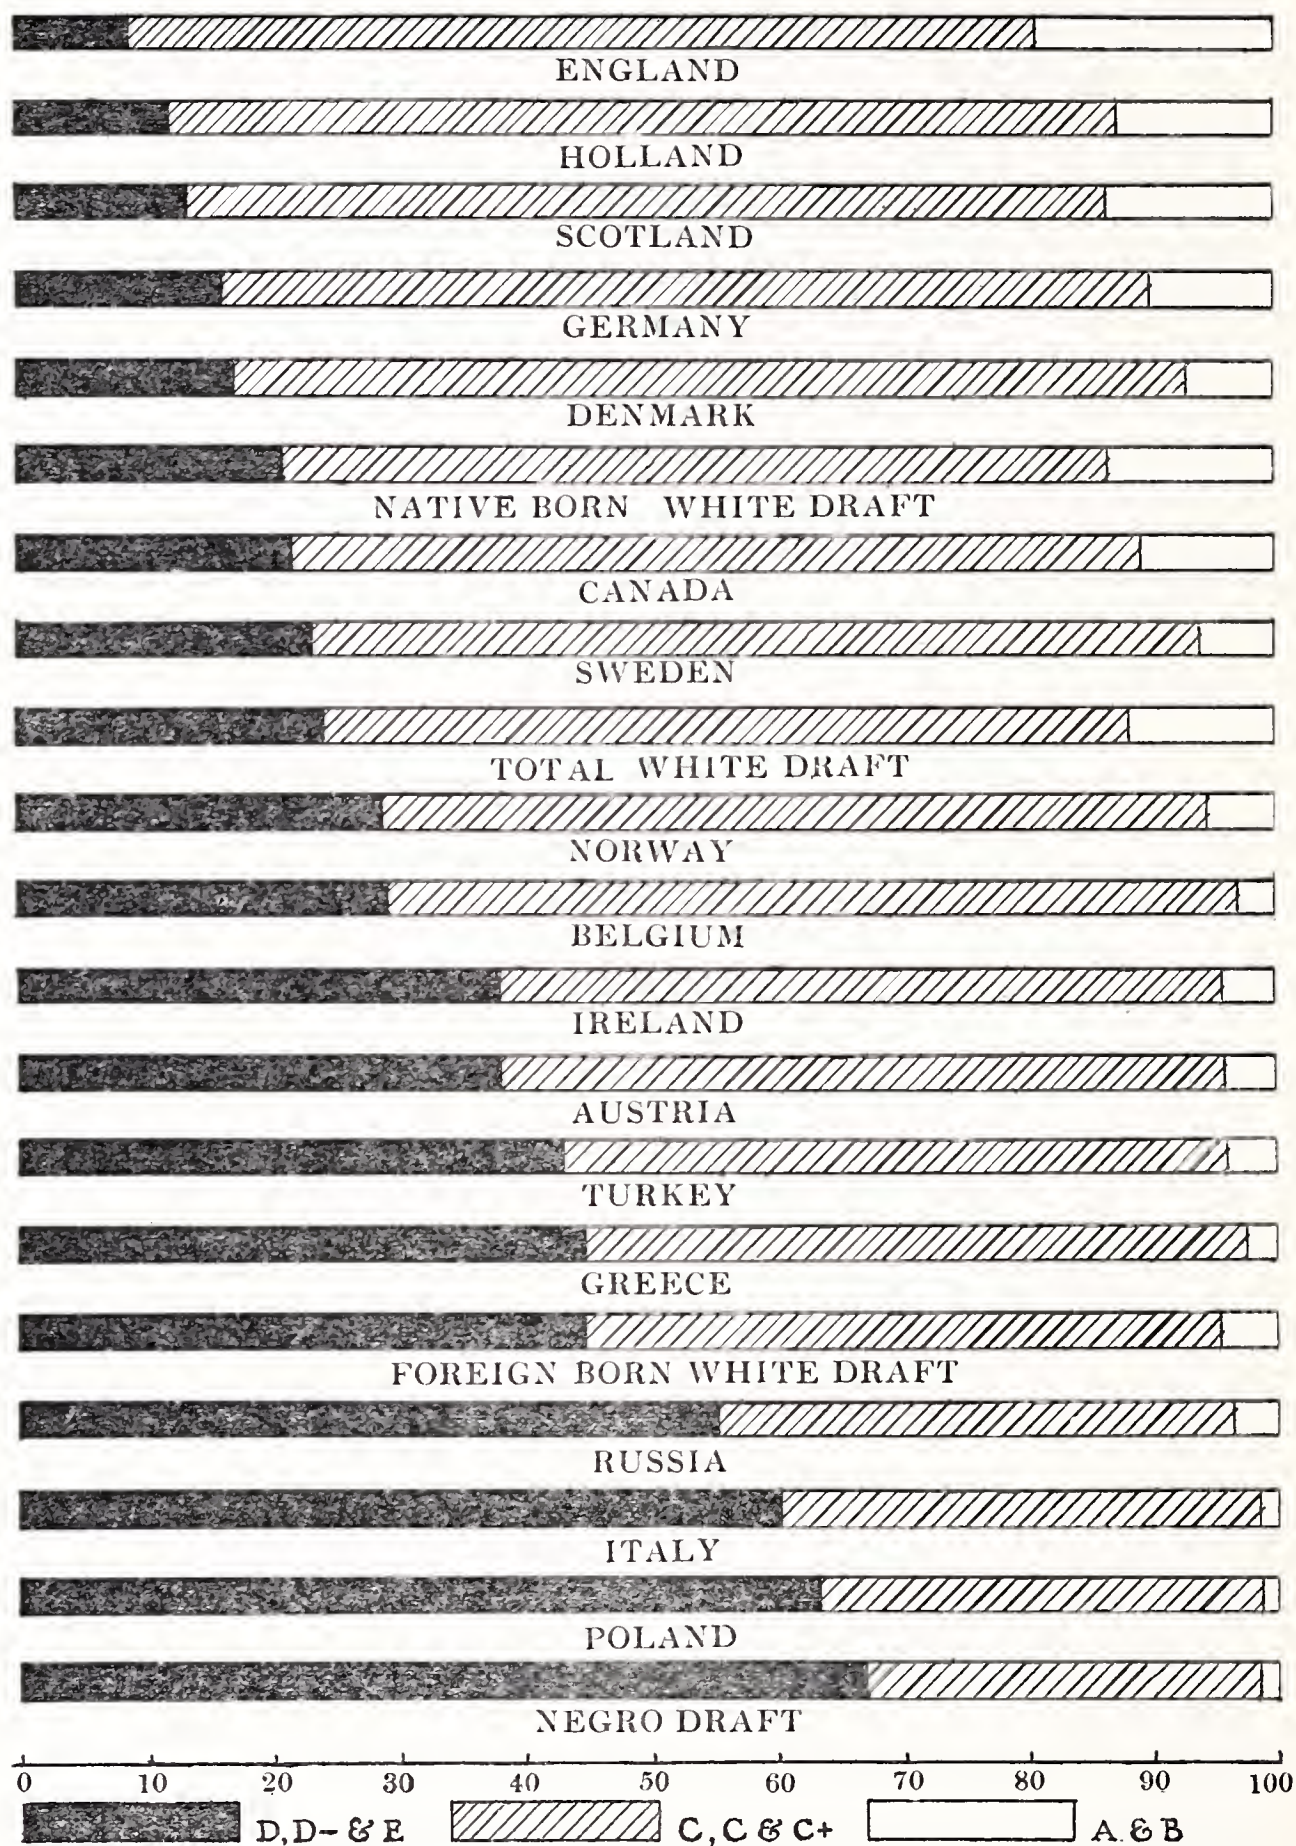 ENGLAND
HOLLAND
SCOTLAND
GERMANY
DENMARK
NATIVE BORN WHITE DRAFT
CANADA
SWEDEN
TOTAL WHITE DRAFT
NORWAY
BELGIUM
IRELAND
AUSTRIA
TURKEY
GREECE
FOREIGN BORN WHITE DRAFT
RUSSIA
ITALY
POLAND
NEGRO DRAFT
0 10 20 30 40 50 60 70 80 90 100
D, D- & E C, C & C+ A. & B